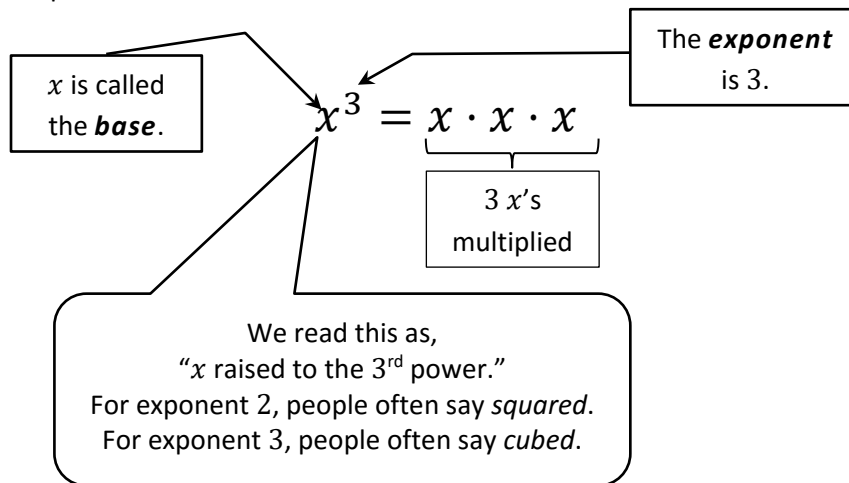 x is called
the base.
The exponent
is 3.
x³ = x · x · x
3 x's
multiplied
We read this as,
“x raised to the 3rd power.”
For exponent 2, people often say squared.
For exponent 3, people often say cubed.